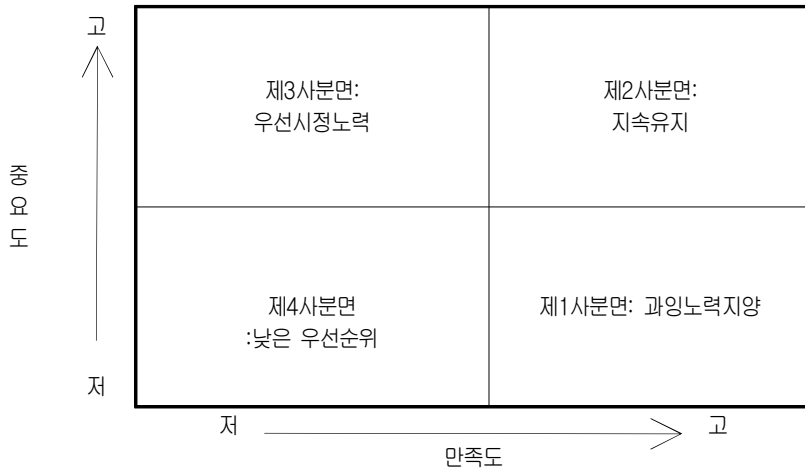 고
제3사분면:
우선시정노력
제2사분면:
지속유지
중
요
도
제4사분면
:낮은 우선순위
제1사분면: 과잉노력지양
저
저
고
만족도